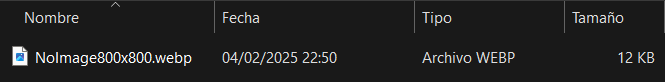 Nombre Fecha Tipo Tamaño
NoImage800x800.webp 04/02/2025 22:50 Archivo WEBP 12 KB